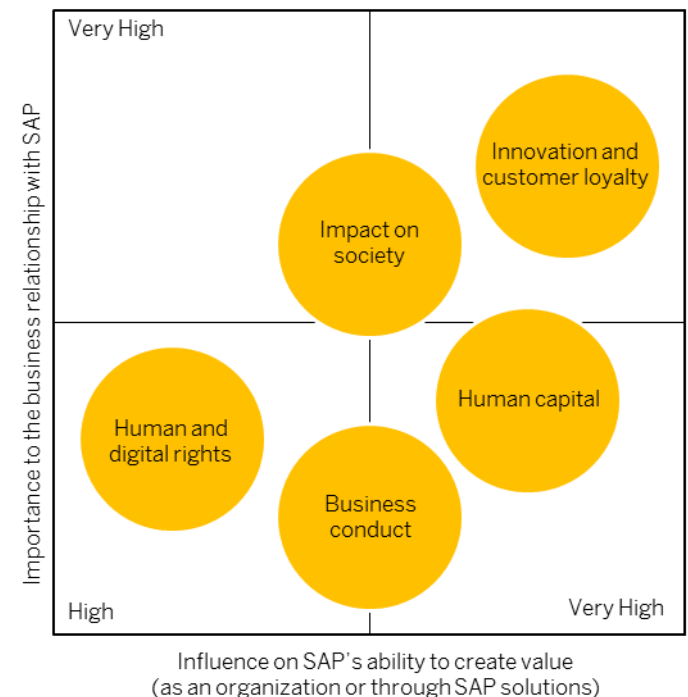 Very High
Innovation and
customer loyalty
Impact on
society
Human capital
Human and
digital rights
Business
conduct
High
Very High
Importance to the business relationship with SAP
Influence on SAP's ability to create value
(as an organization or through SAP solutions)